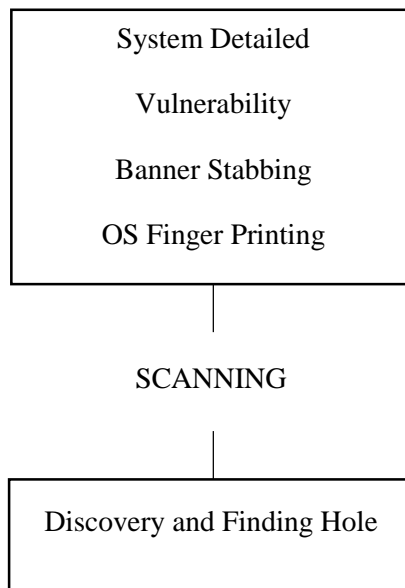 System Detailed
Vulnerability
Banner Stabbing
OS Finger Printing
SCANNING
Discovery and Finding Hole